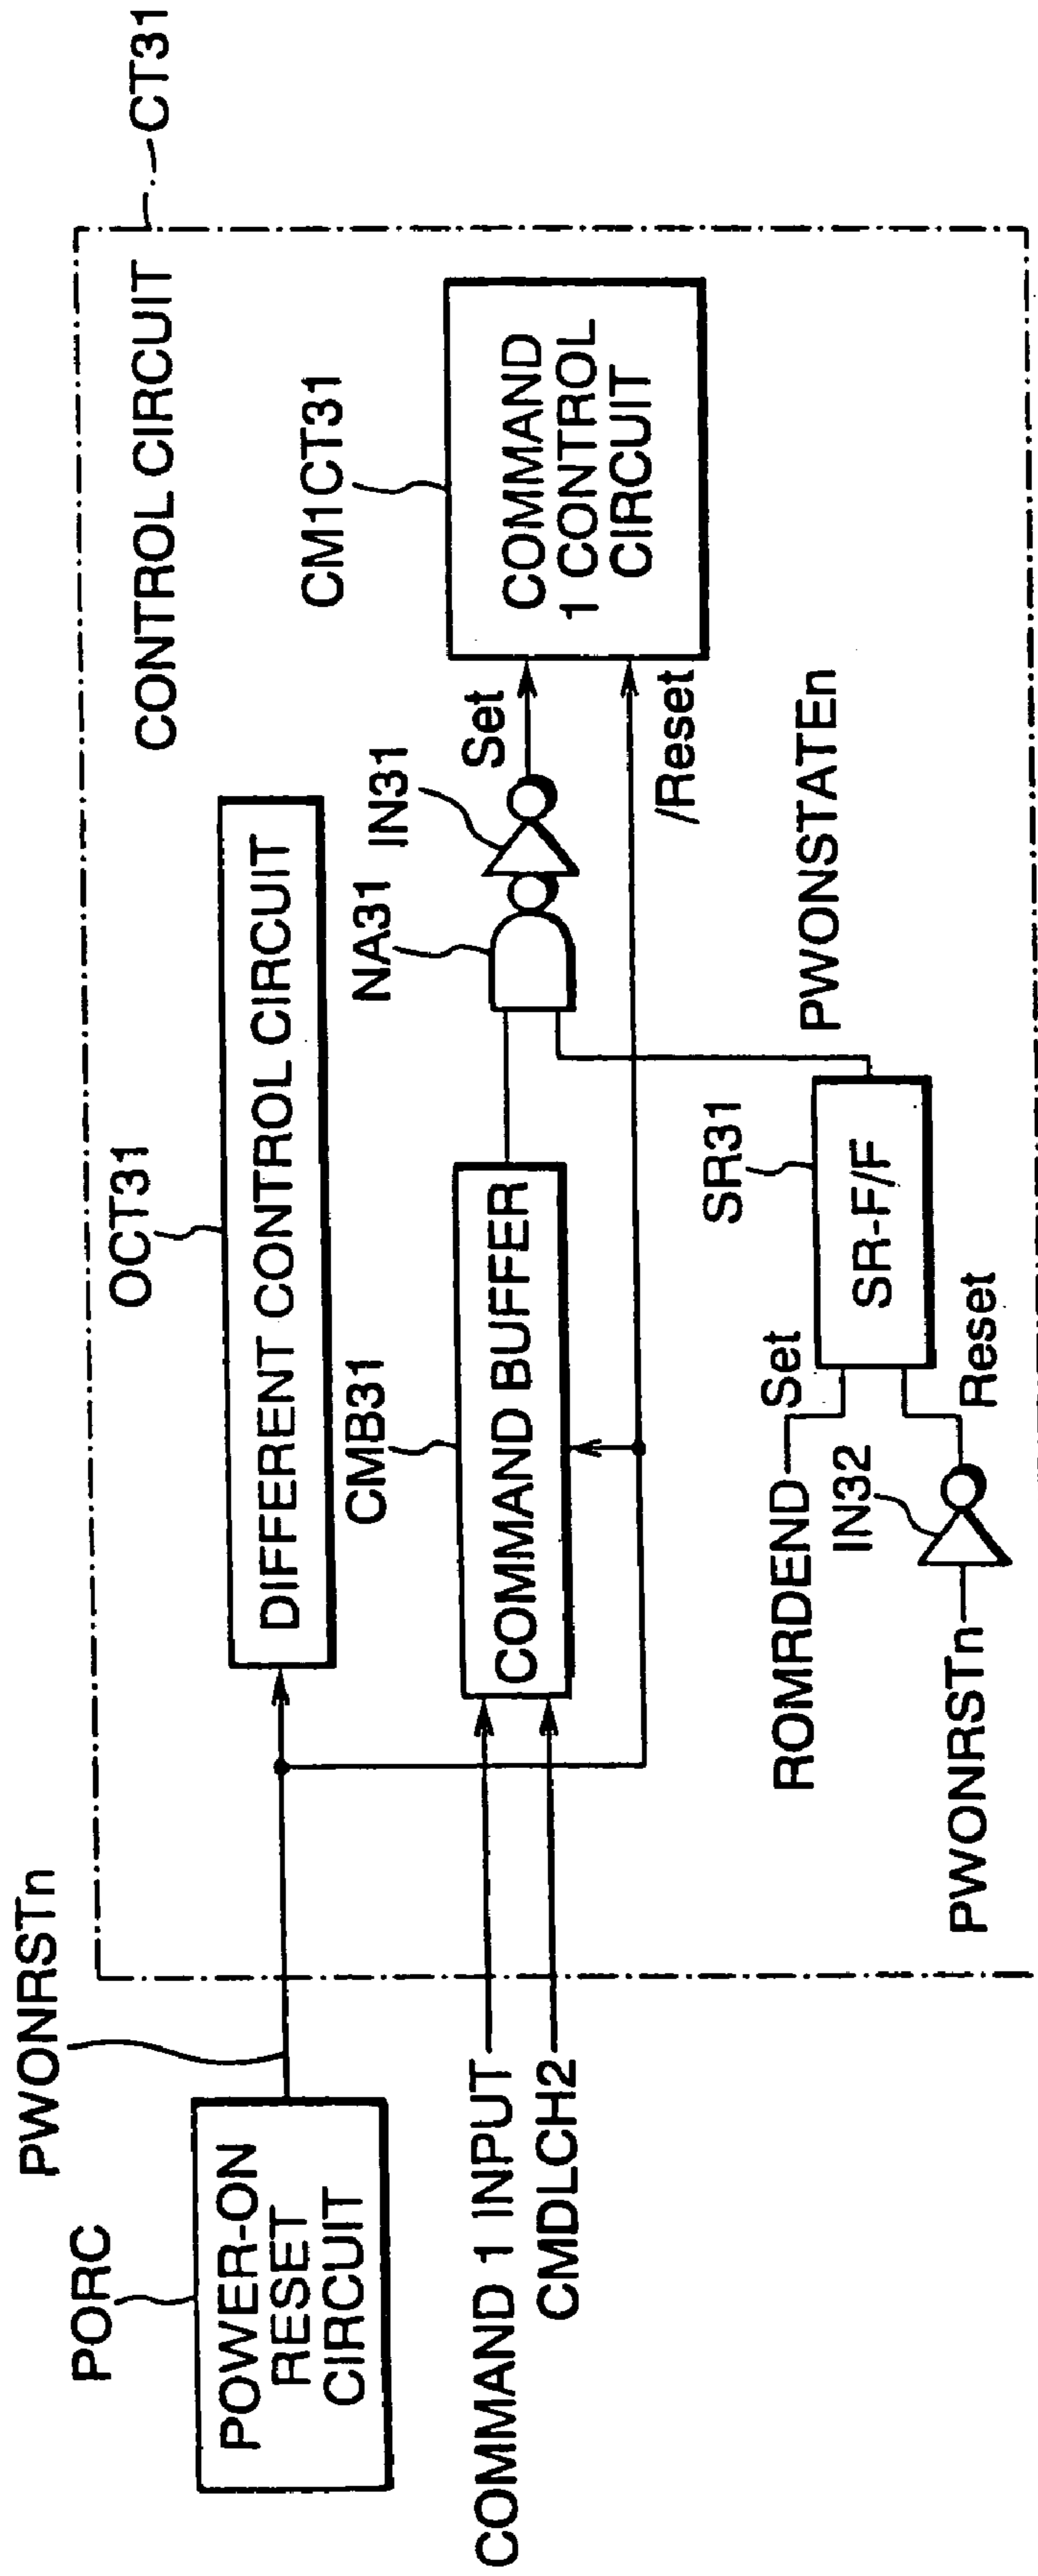 PWONRSTn
PORC
POWER-ON
RESET
CIRCUIT
COMMAND 1 INPUT
CMDLCH2
CONTROL CIRCUIT
CT31
OCT31
DIFFERENT CONTROL CIRCUIT
CMB31
COMMAND BUFFER
NA31
IN31
Set
/Reset
CM1CT31
COMMAND
1 CONTROL
CIRCUIT
PWONSTATEn
SR31
SR-F/F
Set
Reset
ROMRDEND
IN32
PWONRSTn